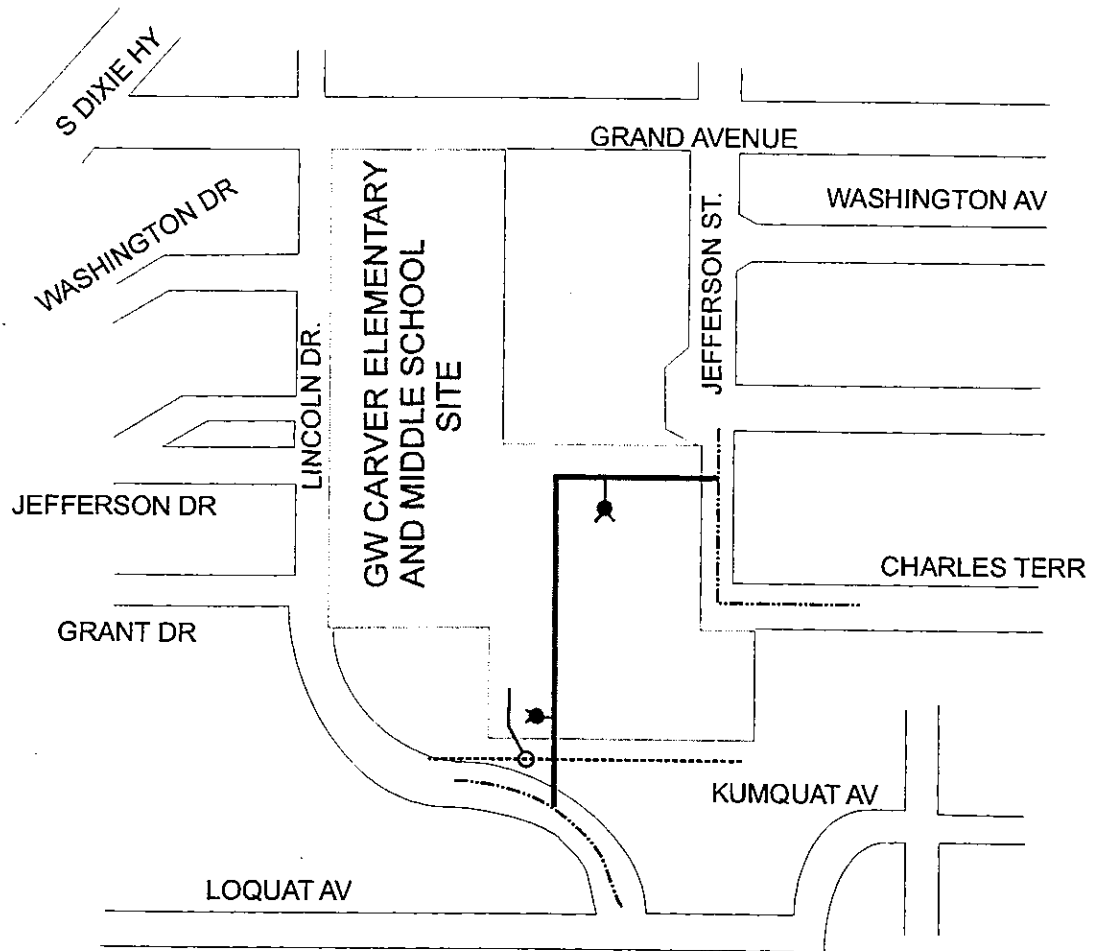 S DIXIE HY
GRAND AVENUE
WASHINGTON DR
WASHINGTON AV
JEFFERSON ST.
LINCOLN DR.
GW CARVER ELEMENTARY
AND MIDDLE SCHOOL
SITE
JEFFERSON DR
CHARLES TERR
GRANT DR
KUMQUAT AV
LOQUAT AV